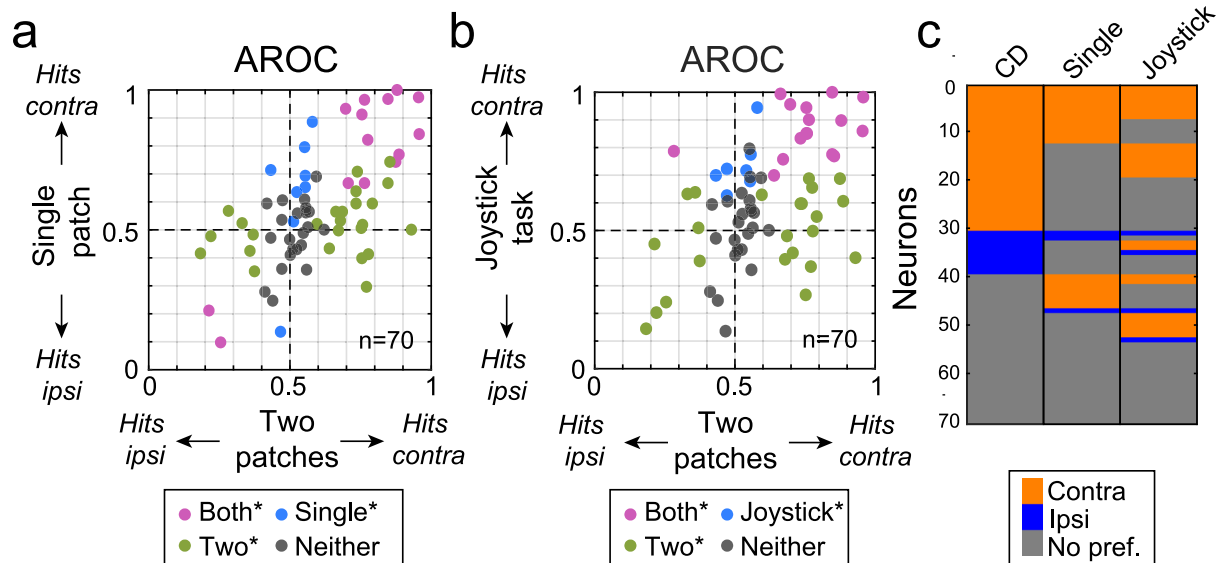 a
AROC
Hits
contra
Single
patch
Hits
ipsi
1
0.5
0
0
0.5
1
n=70
Hits
ipsi
Two
patches
Hits
contra
Both*
Single*
Two*
Neither
b
AROC
Hits
contra
Joystick
task
Hits
ipsi
1
0.5
0
0
0.5
1
n=70
Hits
ipsi
Two
patches
Hits
contra
Both*
Joystick*
Two*
Neither
c
CD
Single
Joystick
Neurons
0
10
20
30
40
50
60
70
Contra
Ipsi
No pref.